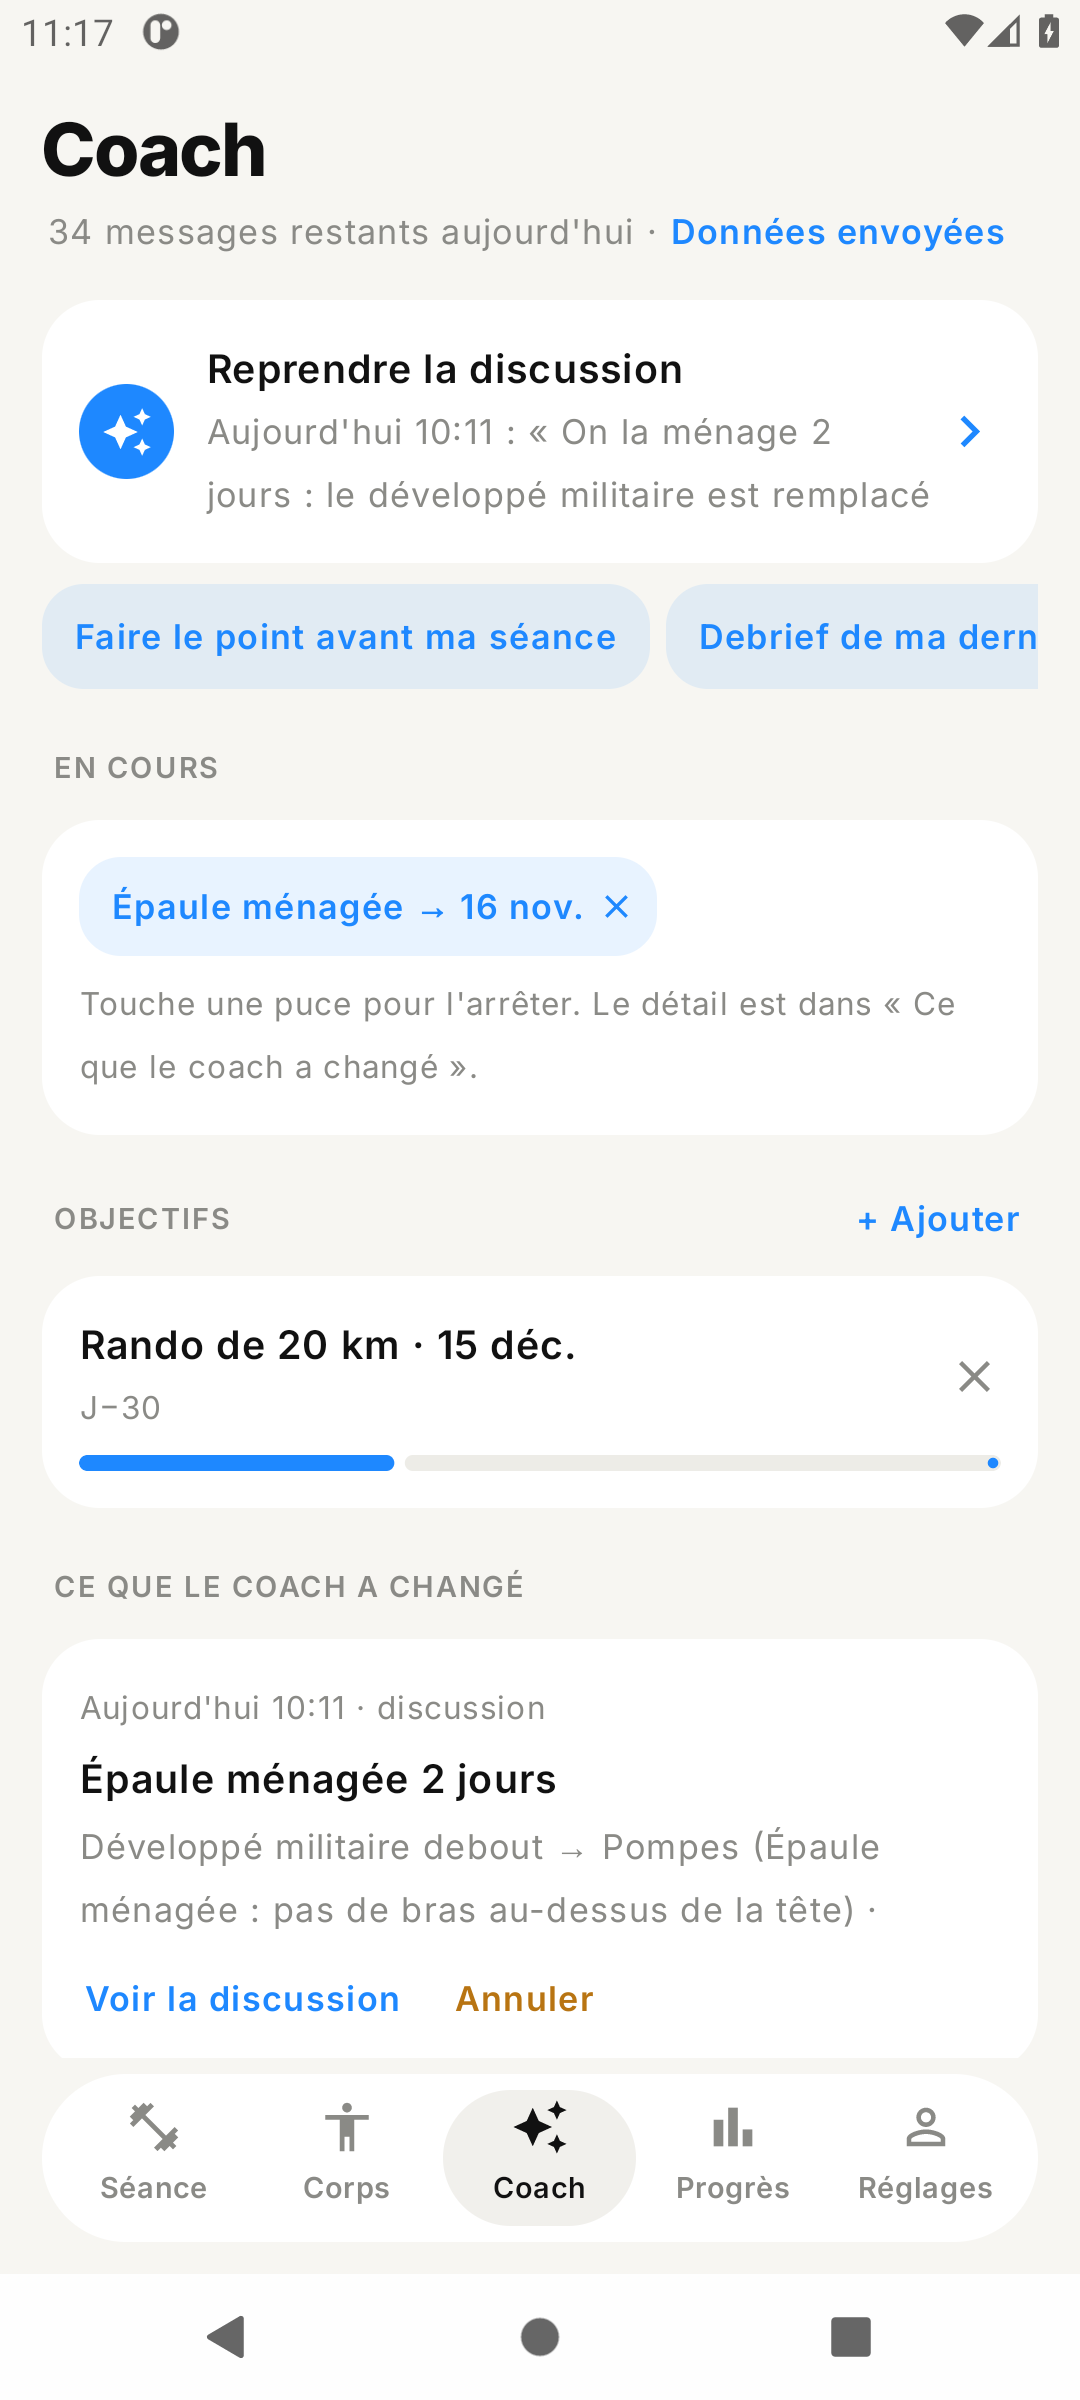 11:17
Coach
34 messages restants aujourd'hui · Données envoyées
Reprendre la discussion
Aujourd'hui 10:11 : « On la ménage 2
jours : le développé militaire est remplacé
Faire le point avant ma séance
Debrief de ma dern
EN COURS
Épaule ménagée → 16 nov. ×
Touche une puce pour l'arrêter. Le détail est dans « Ce
que le coach a changé ».
OBJECTIFS
+ Ajouter
Rando de 20 km · 15 déc.
J−30
CE QUE LE COACH A CHANGÉ
Aujourd'hui 10:11 · discussion
Épaule ménagée 2 jours
Développé militaire debout → Pompes (Épaule
ménagée : pas de bras au-dessus de la tête) ·
Voir la discussion
Annuler
Séance
Corps
Coach
Progrès
Réglages